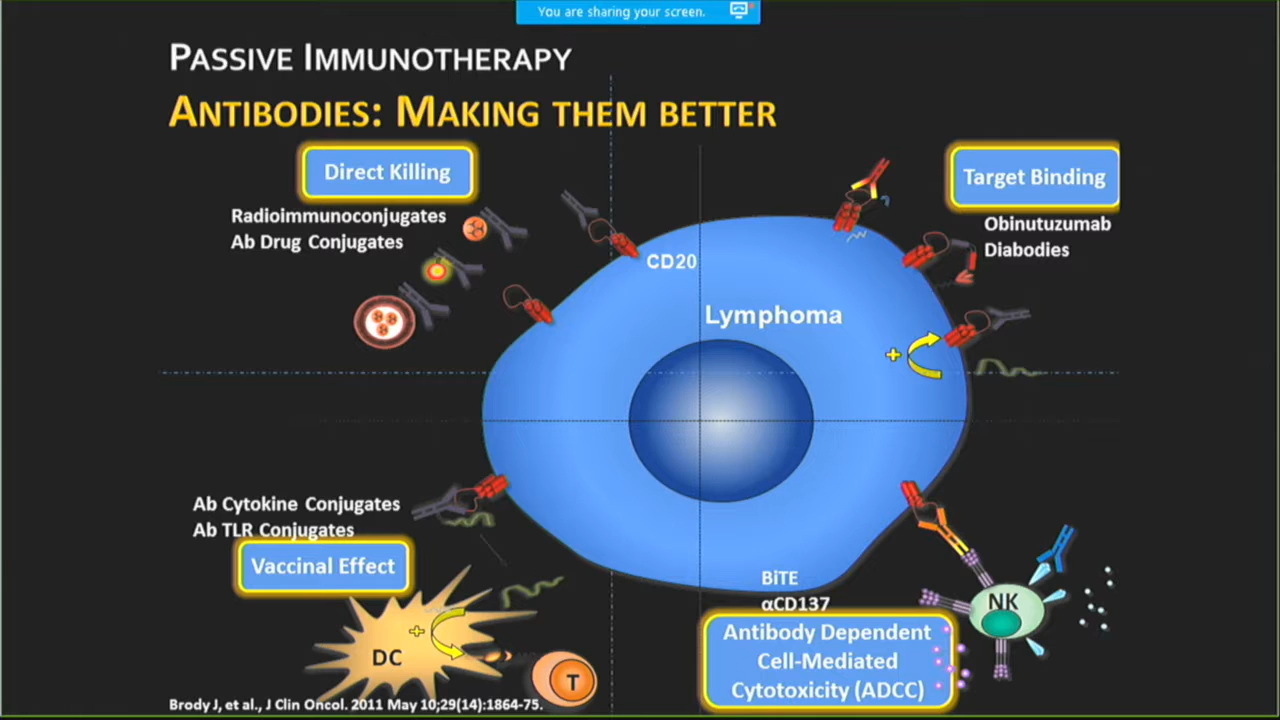 You are sharing your screen.
PASSIVE IMMUNOTHERAPY
ANTIBODIES: MAKING THEM BETTER
Direct Killing
Radioimmunoconjugates
Ab Drug Conjugates
Target Binding
Obinutuzumab
Diabodies
CD20
Lymphoma
+
Ab Cytokine Conjugates
Ab TLR Conjugates
Vaccinal Effect
+
DC
T
BiTE
αCD137
Antibody Dependent
Cell-Mediated
Cytotoxicity (ADCC)
NK
Brody J, et al., J Clin Oncol. 2011 May 10;29(14):1864-75.